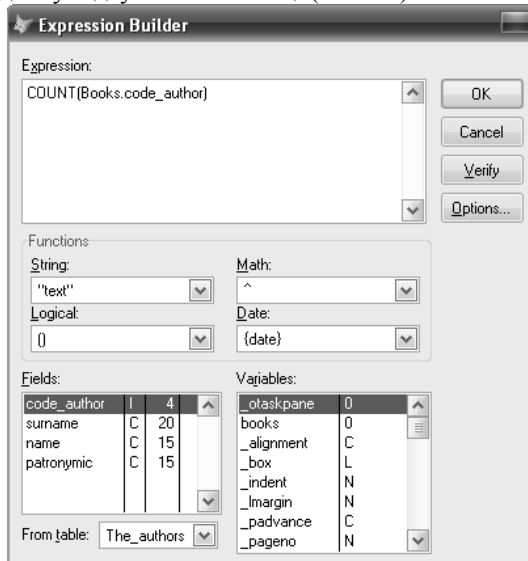 Expression Builder
Expression:
COUNT(Books.code_author)
OK
Cancel
Verify
Options...
Functions
String:
Math:
"text"
^
Logical:
Date:
()
{date}
Fields:
Variables:
code_author I 4
surname C 20
name C 15
patronymic C 15
_otaskpane 0
books 0
_alignment C
_box L
_indent N
_lmargin N
_padvance C
_pageno N
From table: The_authors